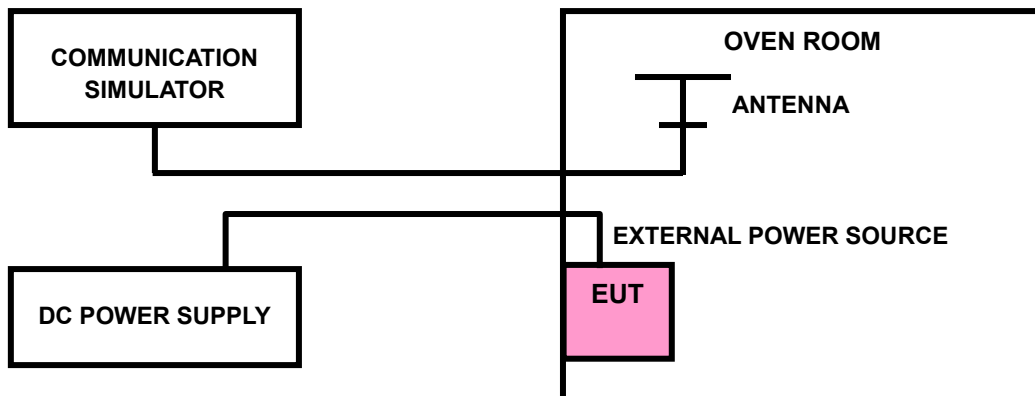 COMMUNICATION
SIMULATOR
OVEN ROOM
ANTENNA
EXTERNAL POWER SOURCE
DC POWER SUPPLY
EUT